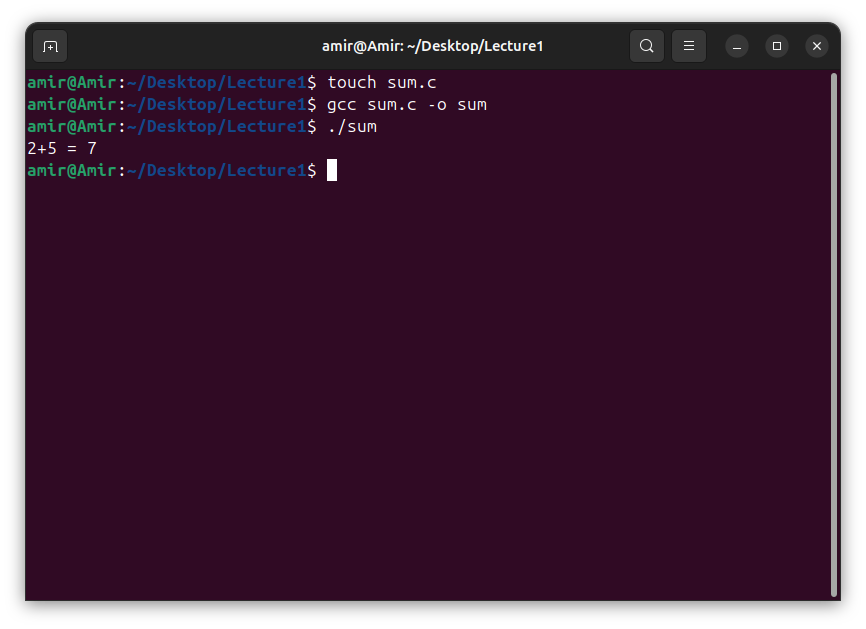 amir@Amir: ~/Desktop/Lecture1
amir@Amir:~/Desktop/Lecture1$ touch sum.c
amir@Amir:~/Desktop/Lecture1$ gcc sum.c -o sum
amir@Amir:~/Desktop/Lecture1$ ./sum
2+5 = 7
amir@Amir:~/Desktop/Lecture1$